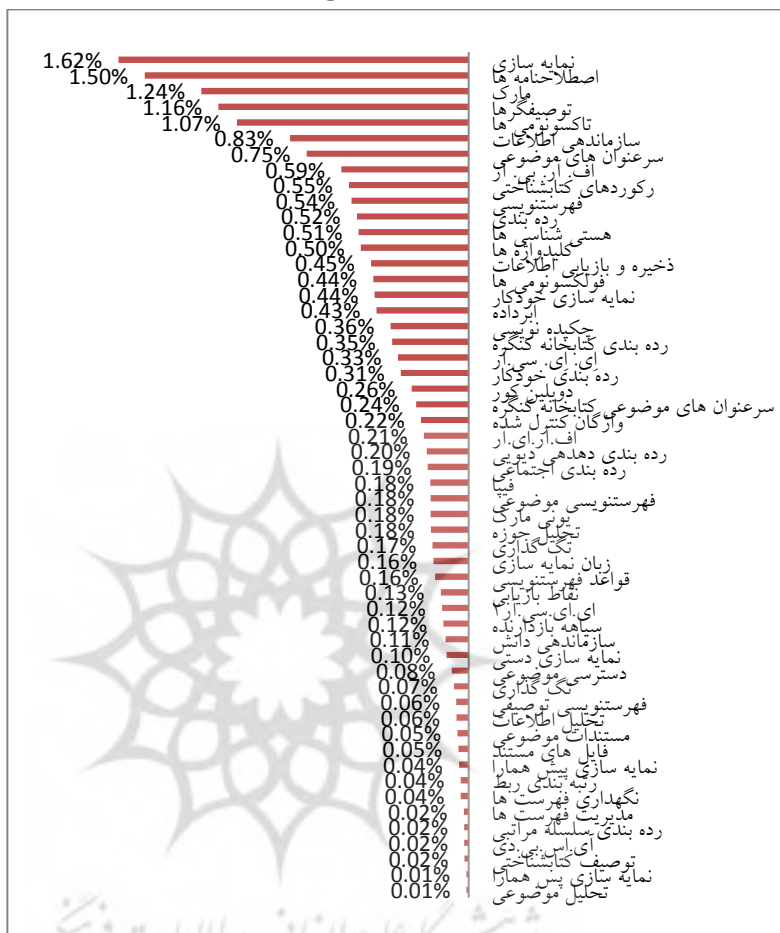 نمایه سازی 1.62%
اصطلاحنامه ها 1.50%
مارک 1.24%
توصیفگرها 1.16%
تاکسونومی ها 1.07%
سازماندهی اطلاعات 0.83%
سرعنوان های موضوعی 0.75%
اف. آر. بی. آر 0.59%
رکوردهای کتابشناختی 0.55%
فهرستنویسی 0.54%
رده بندی 0.52%
هستی شناسی ها 0.51%
کلیدواژه ها 0.50%
ذخیره و بازیابی اطلاعات 0.45%
فولکسونومی ها 0.44%
نمایه سازی خودکار 0.44%
ابرداده 0.43%
چکیده نویسی 0.36%
رده بندی کتابخانه کنگره 0.35%
اِی. اِی. سی.آر 0.33%
رده بندی خودکار 0.31%
دوبلین کور 0.26%
سرعنوان های موضوعی کتابخانه کنگره 0.24%
واژگان کنترل شده 0.22%
اف.آر.ای.آر 0.21%
رده بندی دهدهی دیویی 0.20%
رده بندی اجتماعی 0.19%
فیپا 0.18%
فهرستنویسی موضوعی 0.18%
یونی مارک 0.18%
تحلیل حوزه 0.18%
تگ گذاری 0.17%
زبان نمایه سازی 0.16%
قواعد فهرستنویسی 0.16%
نقاط بازیابی 0.13%
ای.ای.سی.آر۲ 0.12%
سیاهه بازدارنده 0.12%
سازماندهی دانش 0.11%
نمایه سازی دستی 0.10%
دسترسی موضوعی 0.08%
تگ گذاری 0.07%
فهرستنویسی توصیفی 0.06%
تحلیل اطلاعات 0.06%
مستندات موضوعی 0.05%
فایل های مستند 0.05%
نمایه سازی پیش همارا 0.04%
رتبه بندی ربط 0.04%
نگهداری فهرست ها 0.04%
مدیریت فهرست ها 0.02%
رده بندی سلسله مراتبی 0.02%
آی.اس.بی.دی 0.02%
توصیف کتابشناختی 0.02%
نمایه سازی پس همارا 0.01%
تحلیل موضوعی 0.01%